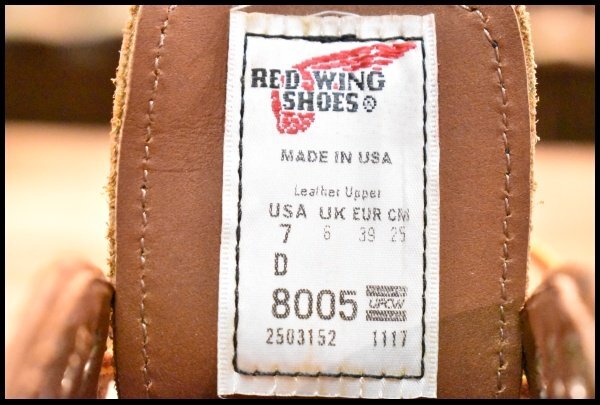 RED WING
SHOES®
MADE IN USA
Leather Upper
USA UK EUR CM
7 6 39 25
D
8005 UFCW
2503152 1117